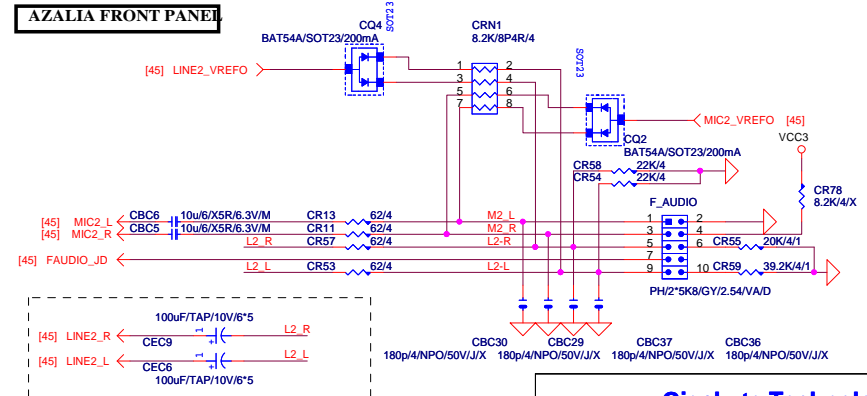 AZALIA FRONT PANEL
SOT23
CQ4
BAT54A/SOT23/200mA
CRN1
8.2K/8P4R/4
[45] LINE2_VREFO
1 2
3 4
5 6
7 8
SOT23
MIC2_VREFO [45]
CQ2
BAT54A/SOT23/200mA
VCC3
CR58 22K/4
CR54 22K/4
CR78
8.2K/4/X
F_AUDIO
[45] MIC2_L CBC6 10u/6/X5R/6.3V/M CR13 62/4 M2_L 1 2
[45] MIC2_R CBC5 10u/6/X5R/6.3V/M CR11 62/4 M2_R 3 4
L2_R CR57 62/4 L2-R 5 6 CR55 20K/4/1
[45] FAUDIO_JD 7
L2_L CR53 62/4 L2-L 9 10 CR59 39.2K/4/1
PH/2*5K8/GY/2.54/VA/D
100uF/TAP/10V/6*5
[45] LINE2_R 1 + L2_R
CEC9
[45] LINE2_L 1 + L2_L
CEC6
100uF/TAP/10V/6*5
CBC30 CBC29 CBC37 CBC36
180p/4/NPO/50V/J/X 180p/4/NPO/50V/J/X 180p/4/NPO/50V/J/X 180p/4/NPO/50V/J/X